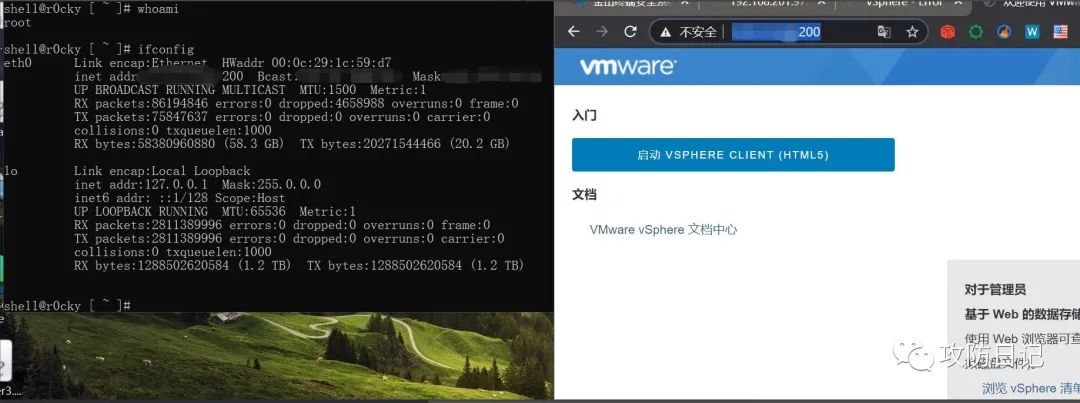 shell@r0cky [ ~ ]# whoami
root
shell@r0cky [ ~ ]# ifconfig
eth0 Link encap:Ethernet HWaddr 00:0c:29:1c:59:d7
inet addr 200 Bcast: Mask
UP BROADCAST RUNNING MULTICAST MTU:1500 Metric:1
RX packets:86194846 errors:0 dropped:4658988 overruns:0 frame:0
TX packets:75847637 errors:0 dropped:0 overruns:0 carrier:0
collisions:0 txqueuelen:1000
RX bytes:58380960880 (58.3 GB) TX bytes:20271544466 (20.2 GB)
lo Link encap:Local Loopback
inet addr:127.0.0.1 Mask:255.0.0.0
inet6 addr: ::1/128 Scope:Host
UP LOOPBACK RUNNING MTU:65536 Metric:1
RX packets:2811389996 errors:0 dropped:0 overruns:0 frame:0
TX packets:2811389996 errors:0 dropped:0 overruns:0 carrier:0
collisions:0 txqueuelen:1000
RX bytes:1288502620584 (1.2 TB) TX bytes:1288502620584 (1.2 TB)
shell@r0cky [ ~ ]#
er3....
192.168.201.97
vSphere - Error
欢迎使用 VMw
不安全
200
W
vmware
入门
启动 VSPHERE CLIENT (HTML5)
文档
VMware vSphere 文档中心
对于管理员
基于 Web 的数据存储
使用 Web 浏览器可查
攻防日记
浏览 vSphere 清单